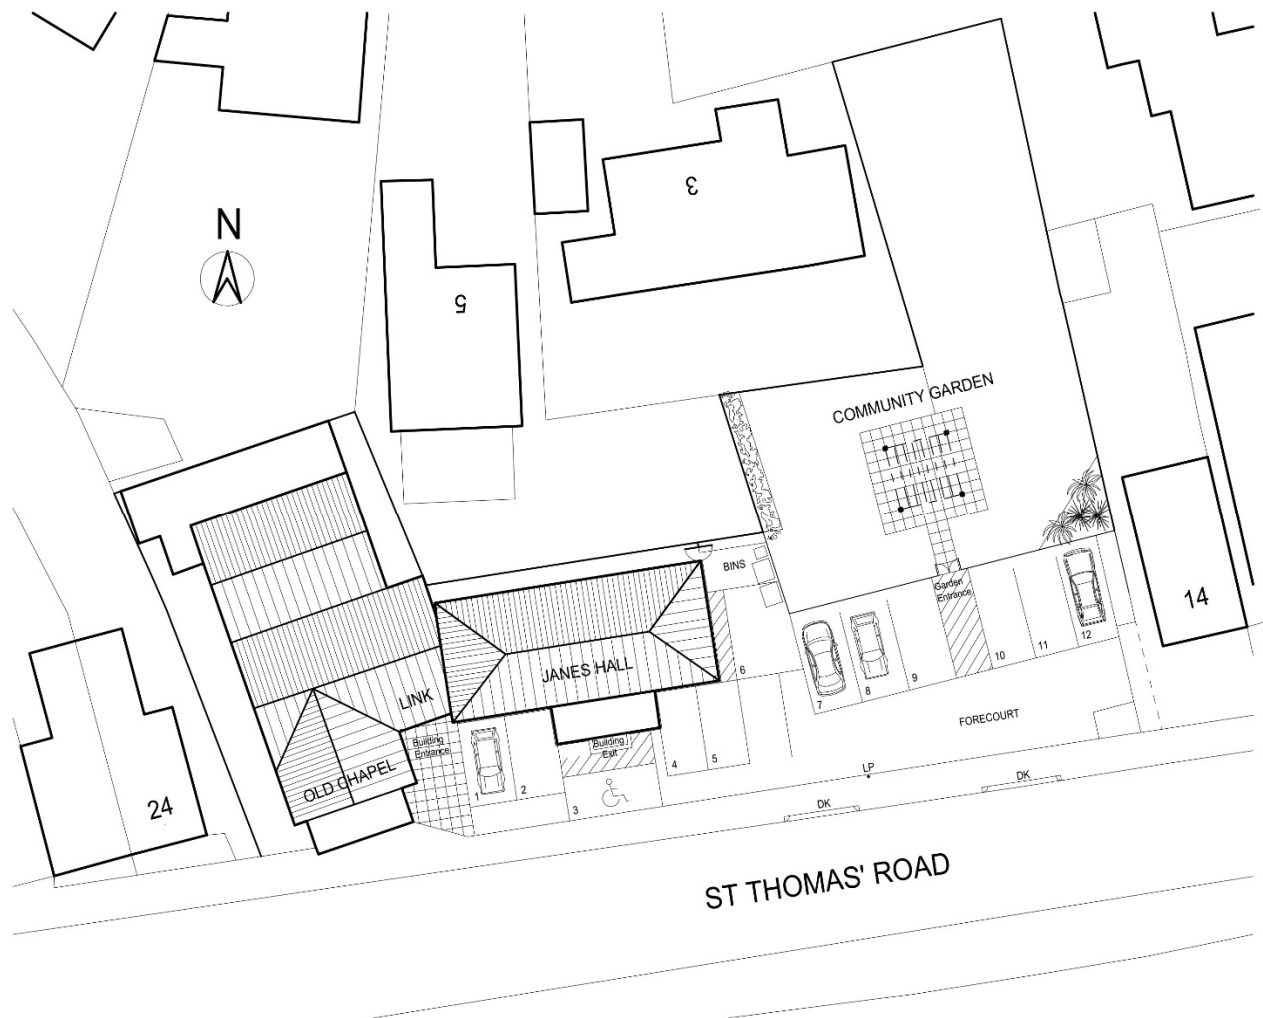 N
3
5
COMMUNITY GARDEN
BINS
Garden
Entrance
14
JANES HALL
LINK
6
10
11
12
7
8
9
FORECOURT
Building
Entrance
Building
Exit
OLD CHAPEL
24
1
2
3
4
5
LP
DK
DK
ST THOMAS' ROAD